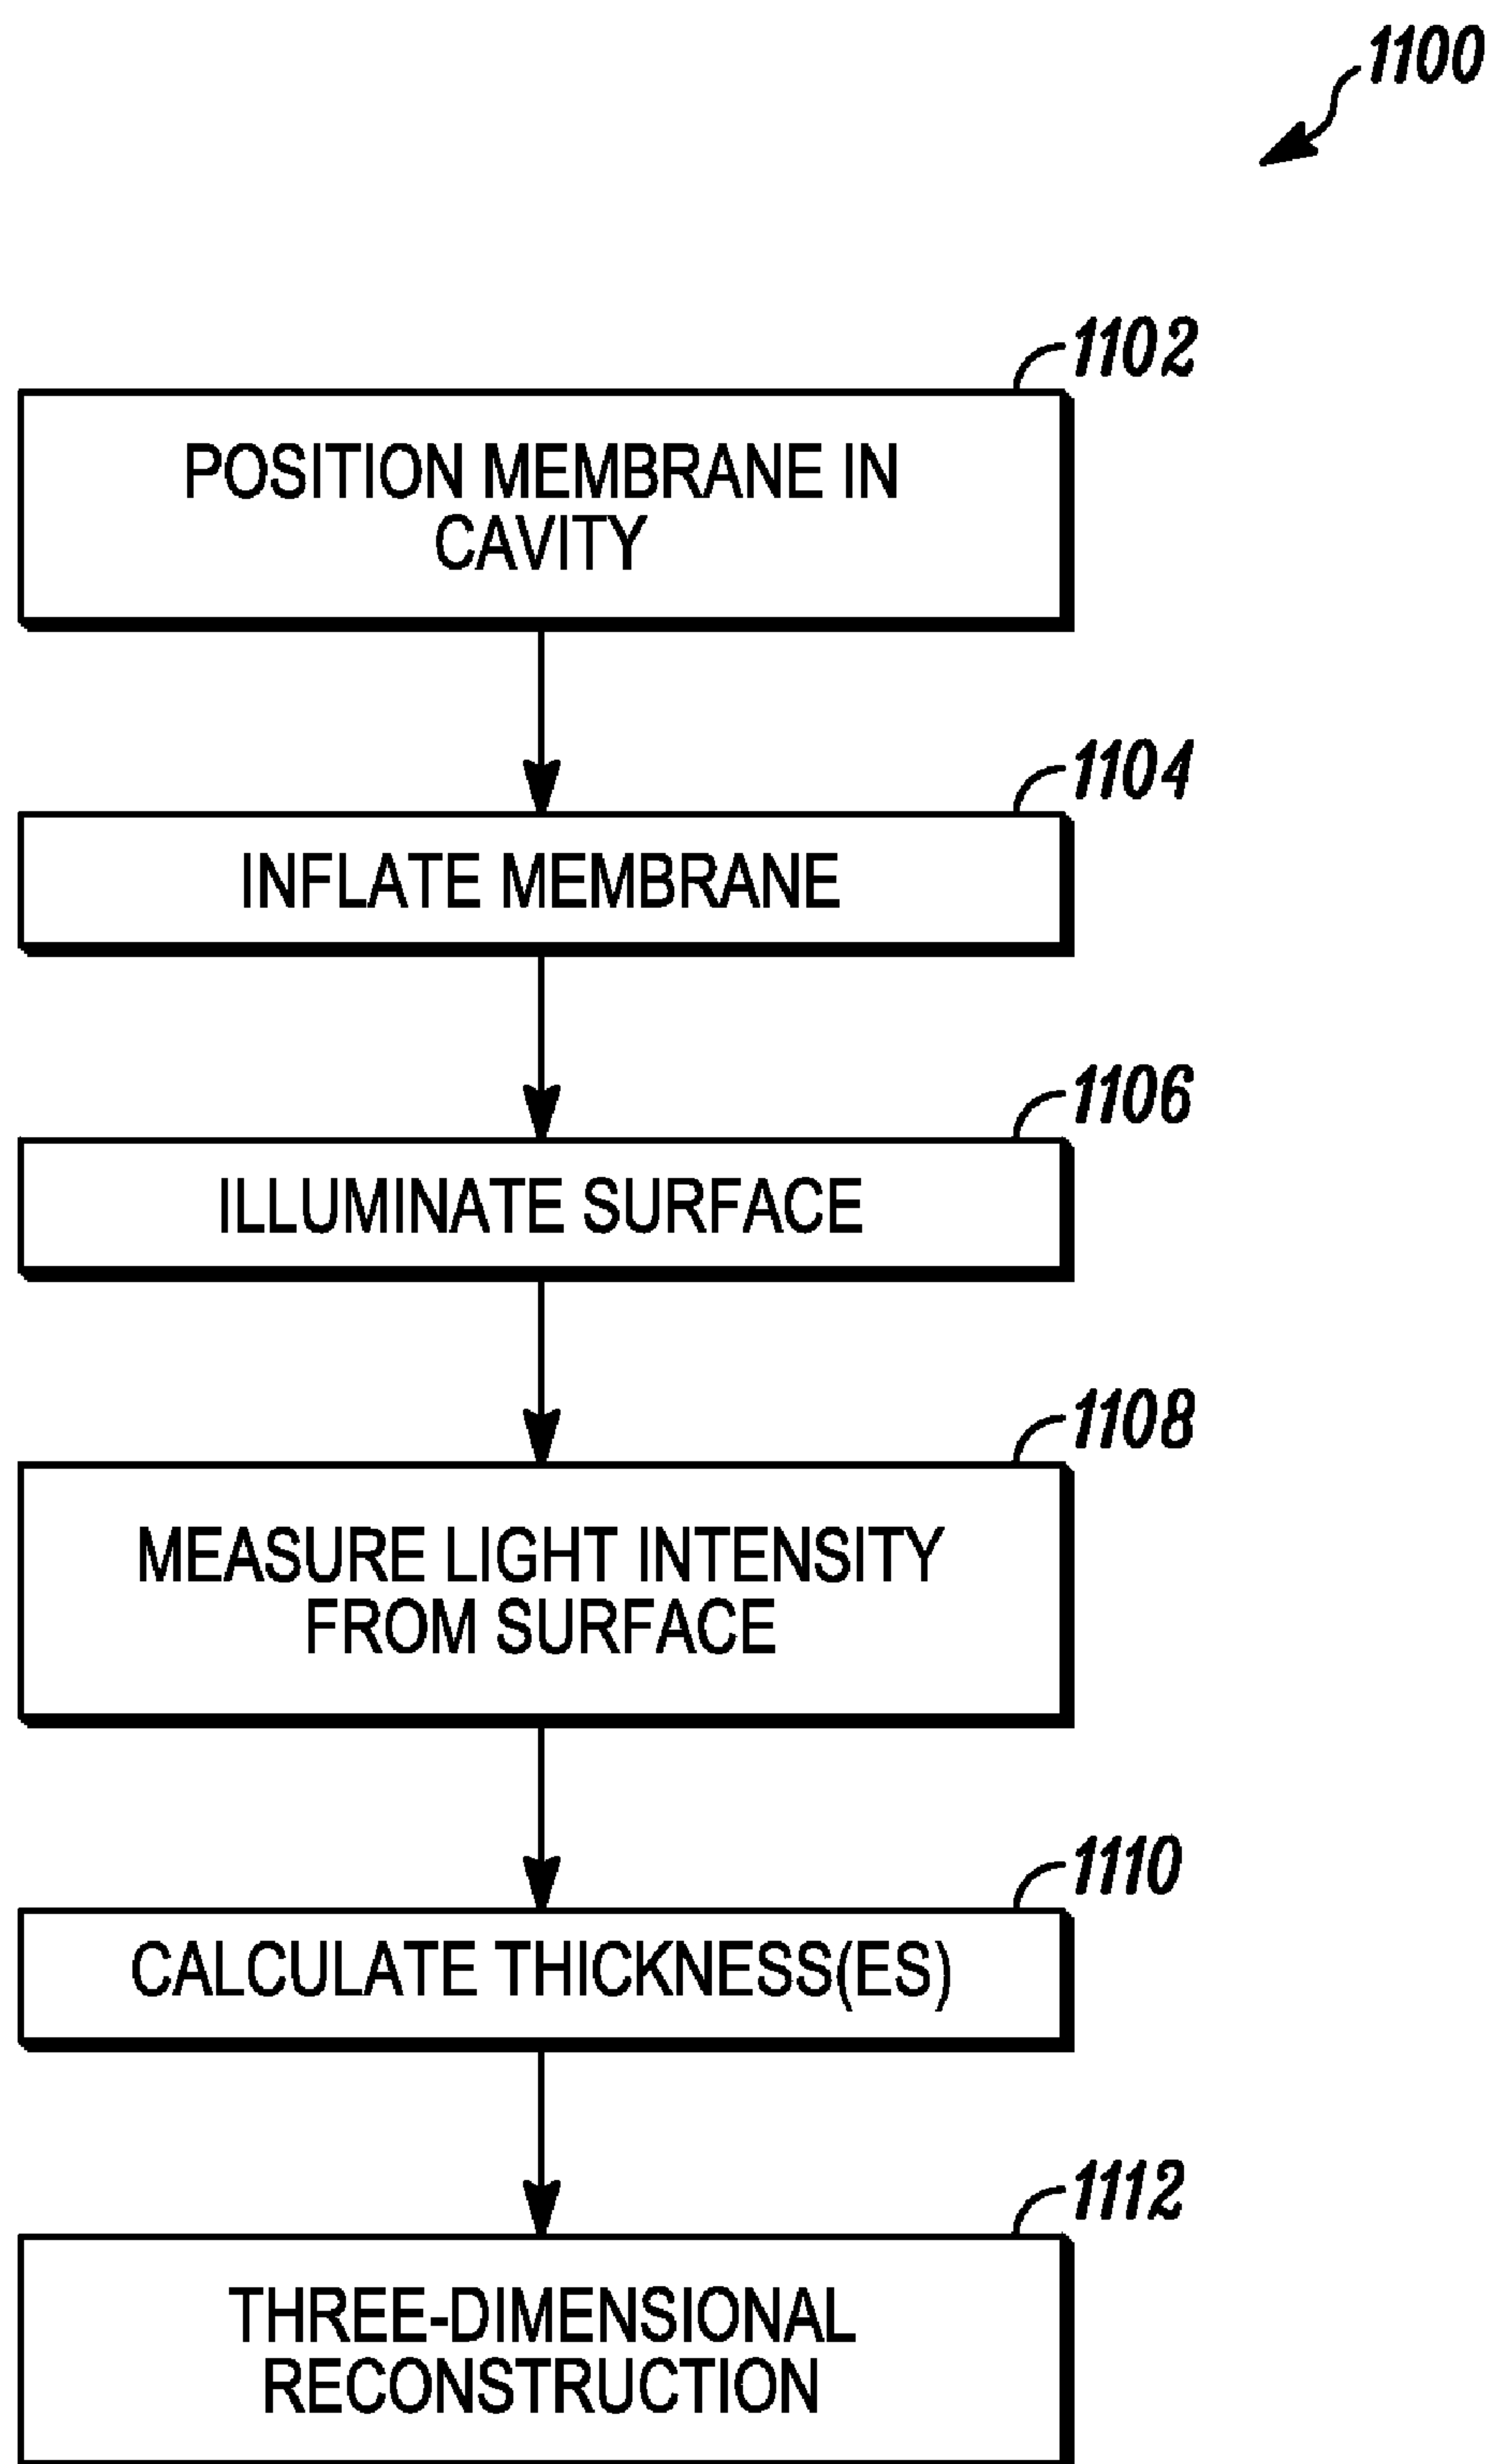 1100
1102
POSITION MEMBRANE IN
CAVITY
1104
INFLATE MEMBRANE
1106
ILLUMINATE SURFACE
1108
MEASURE LIGHT INTENSITY
FROM SURFACE
1110
CALCULATE THICKNESS(ES)
1112
THREE-DIMENSIONAL
RECONSTRUCTION